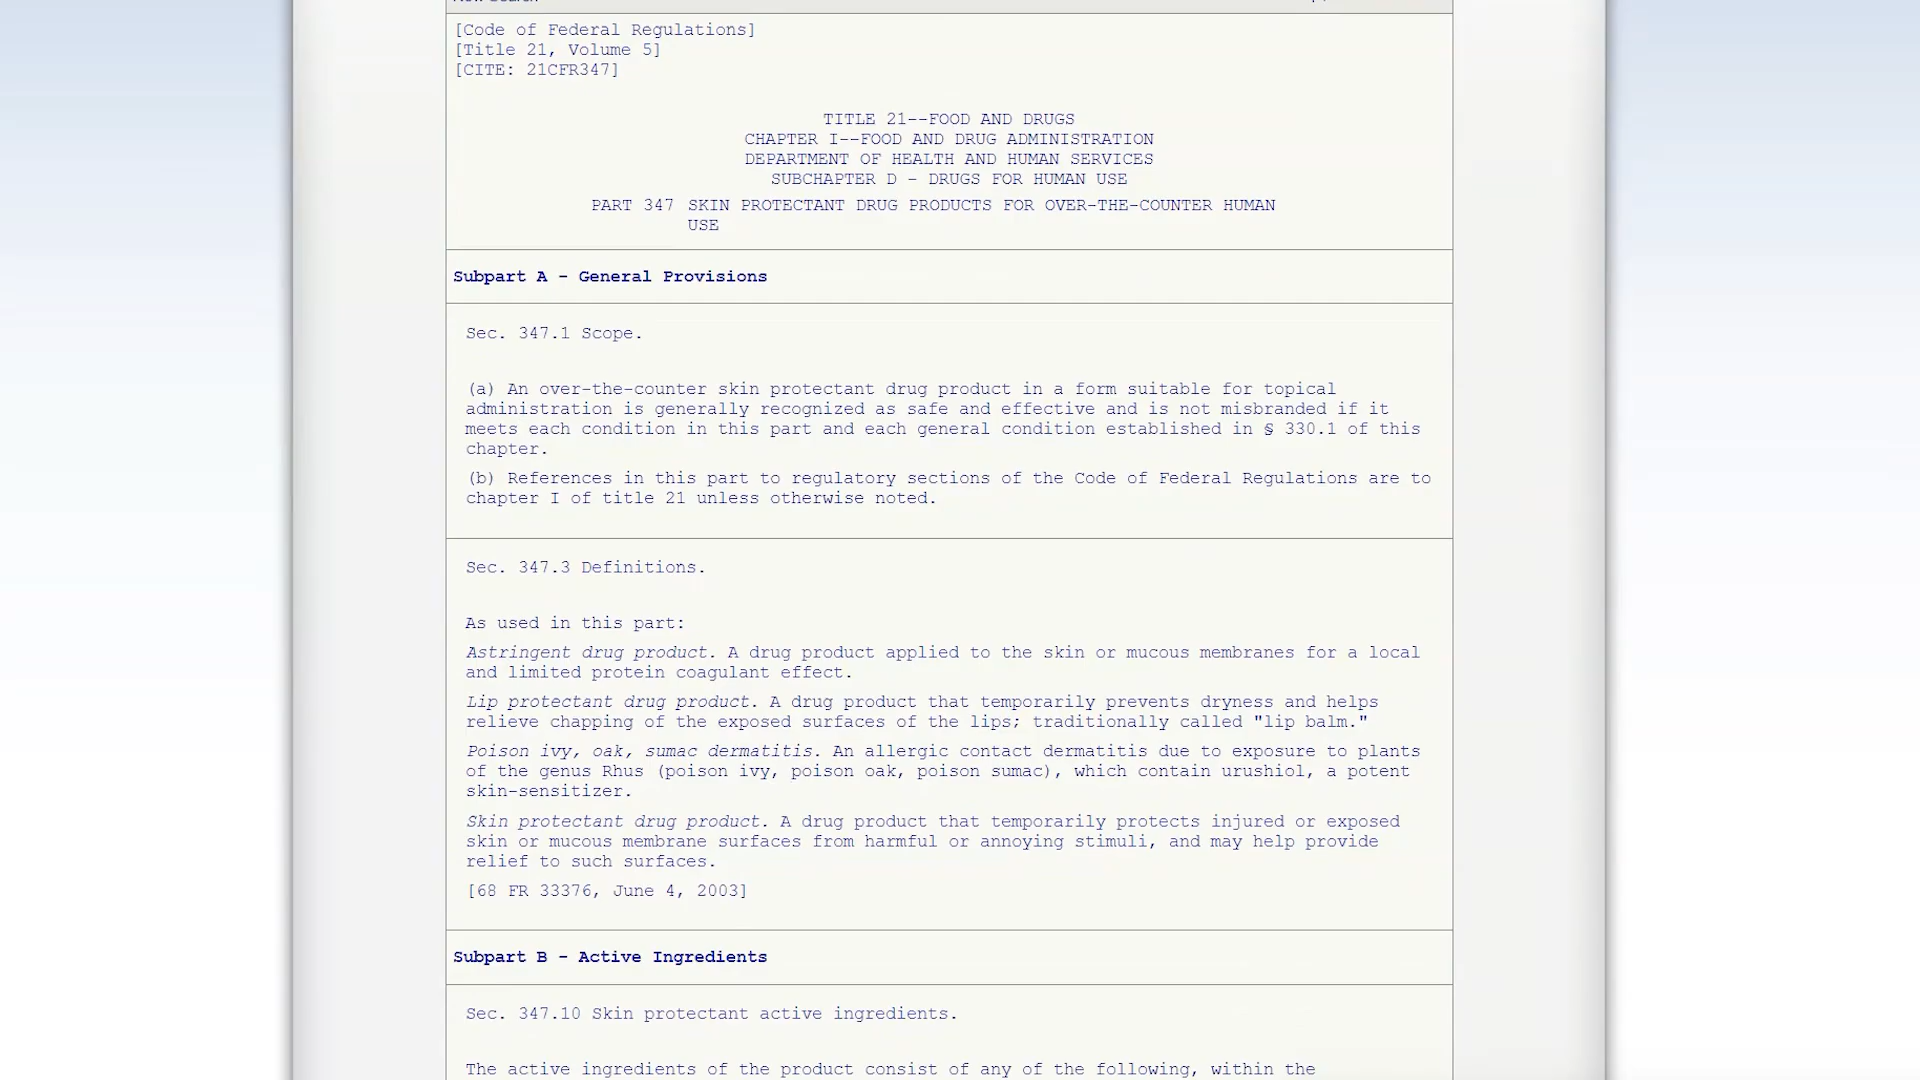 [Code of Federal Regulations]
[Title 21, Volume 5]
[CITE: 21CFR347]
TITLE 21--FOOD AND DRUGS
CHAPTER I--FOOD AND DRUG ADMINISTRATION
DEPARTMENT OF HEALTH AND HUMAN SERVICES
SUBCHAPTER D - DRUGS FOR HUMAN USE
PART 347 SKIN PROTECTANT DRUG PRODUCTS FOR OVER-THE-COUNTER HUMAN
USE
Subpart A - General Provisions
Sec. 347.1 Scope.
(a) An over-the-counter skin protectant drug product in a form suitable for topical
administration is generally recognized as safe and effective and is not misbranded if it
meets each condition in this part and each general condition established in § 330.1 of this
chapter.
(b) References in this part to regulatory sections of the Code of Federal Regulations are to
chapter I of title 21 unless otherwise noted.
Sec. 347.3 Definitions.
As used in this part:
Astringent drug product. A drug product applied to the skin or mucous membranes for a local
and limited protein coagulant effect.
Lip protectant drug product. A drug product that temporarily prevents dryness and helps
relieve chapping of the exposed surfaces of the lips; traditionally called "lip balm."
Poison ivy, oak, sumac dermatitis. An allergic contact dermatitis due to exposure to plants
of the genus Rhus (poison ivy, poison oak, poison sumac), which contain urushiol, a potent
skin-sensitizer.
Skin protectant drug product. A drug product that temporarily protects injured or exposed
skin or mucous membrane surfaces from harmful or annoying stimuli, and may help provide
relief to such surfaces.
[68 FR 33376, June 4, 2003]
Subpart B - Active Ingredients
Sec. 347.10 Skin protectant active ingredients.
The active ingredients of the product consist of any of the following, within the